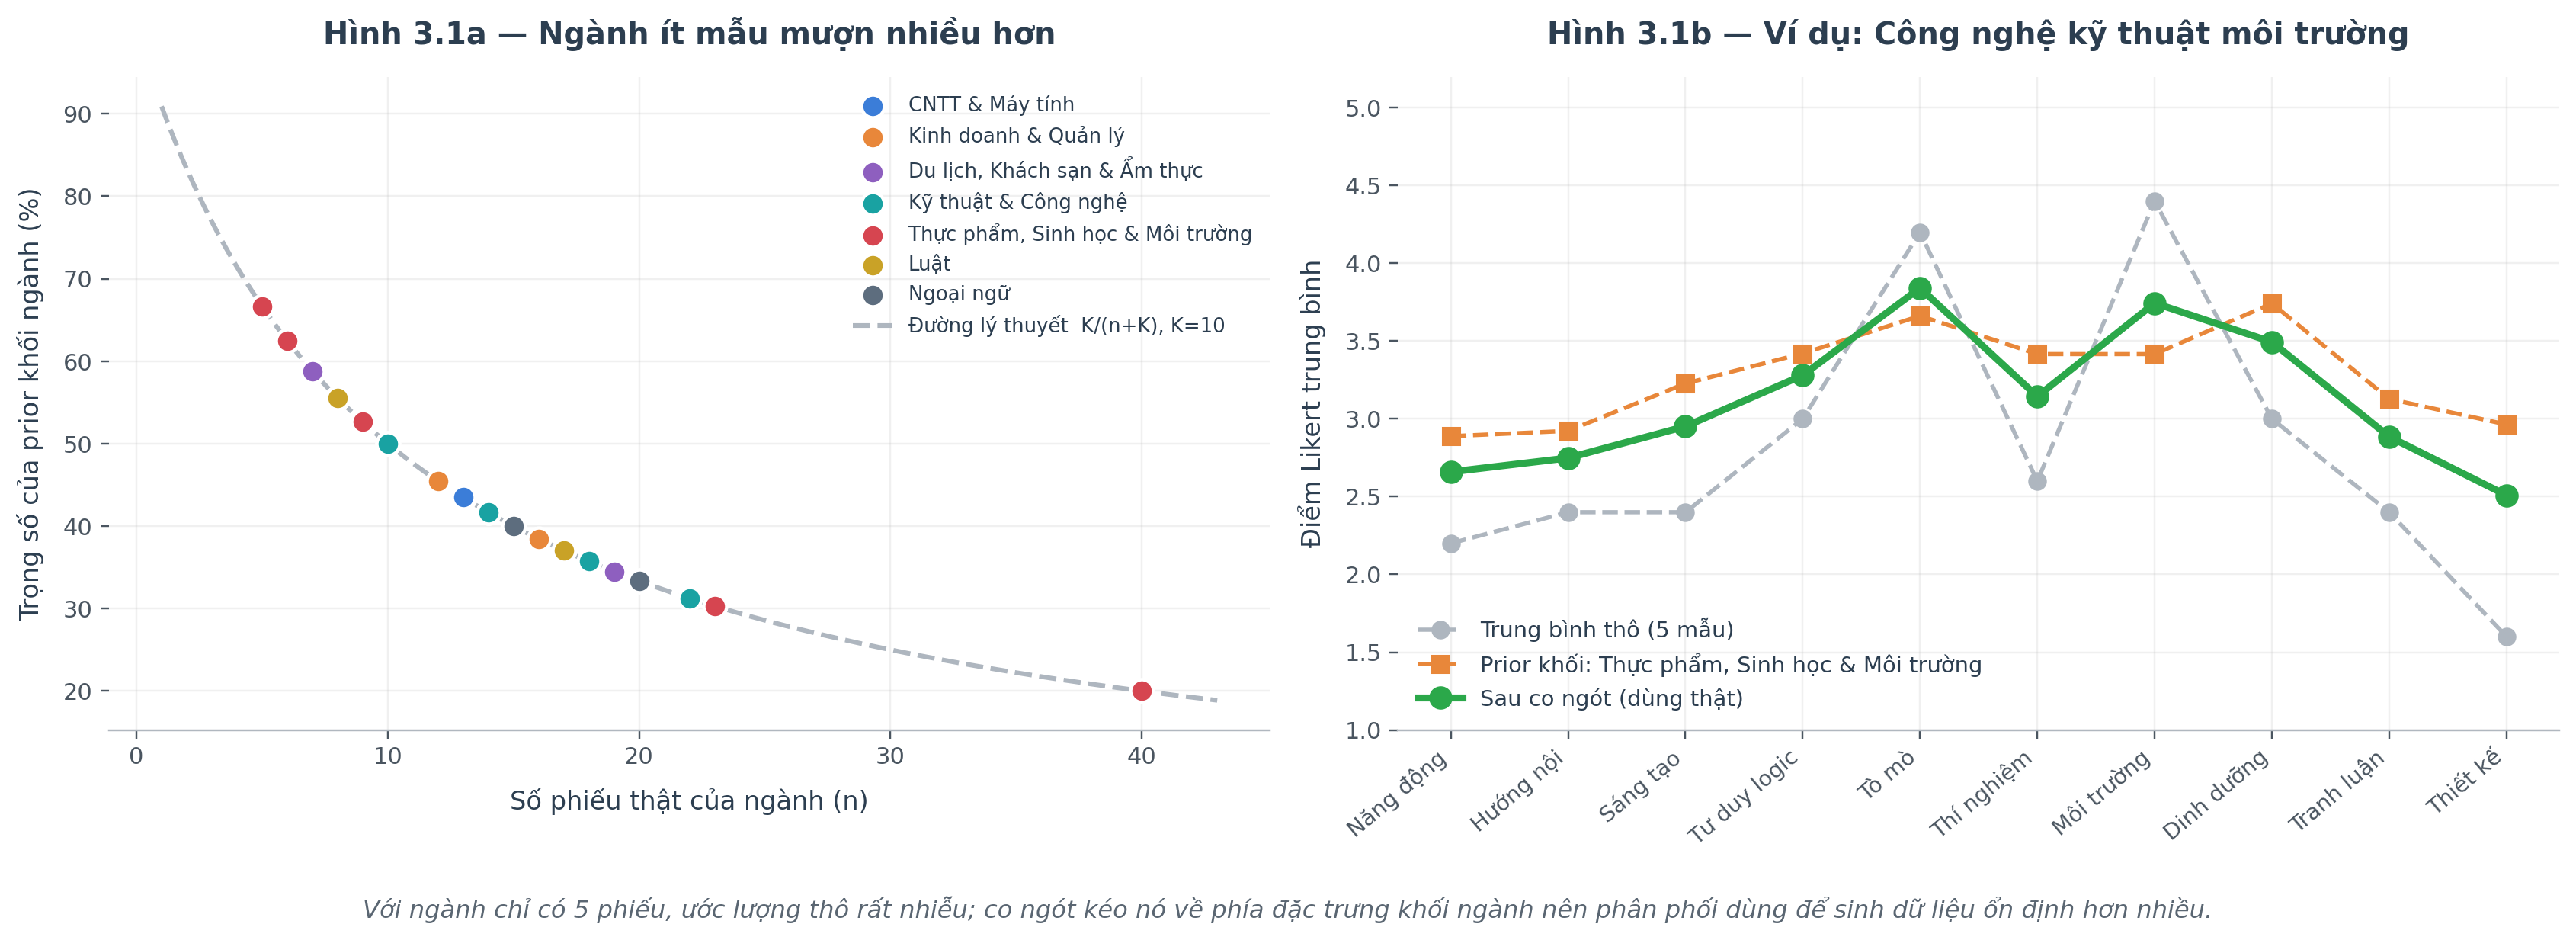 Hình 3.1a — Ngành ít mẫu mượn nhiều hơn
Trọng số của prior khối ngành (%)
90
80
70
60
50
40
30
20
0
10
20
30
40
Số phiếu thật của ngành (n)
CNTT & Máy tính
Kinh doanh & Quản lý
Du lịch, Khách sạn & Ẩm thực
Kỹ thuật & Công nghệ
Thực phẩm, Sinh học & Môi trường
Luật
Ngoại ngữ
Đường lý thuyết K/(n+K), K=10
Hình 3.1b — Ví dụ: Công nghệ kỹ thuật môi trường
Điểm Likert trung bình
5.0
4.5
4.0
3.5
3.0
2.5
2.0
1.5
1.0
Trung bình thô (5 mẫu)
Prior khối: Thực phẩm, Sinh học & Môi trường
Sau co ngót (dùng thật)
Năng động
Hướng nội
Sáng tạo
Tư duy logic
Tò mò
Thí nghiệm
Môi trường
Dinh dưỡng
Tranh luận
Thiết kế
Với ngành chỉ có 5 phiếu, ước lượng thô rất nhiễu; co ngót kéo nó về phía đặc trưng khối ngành nên phân phối dùng để sinh dữ liệu ổn định hơn nhiều.